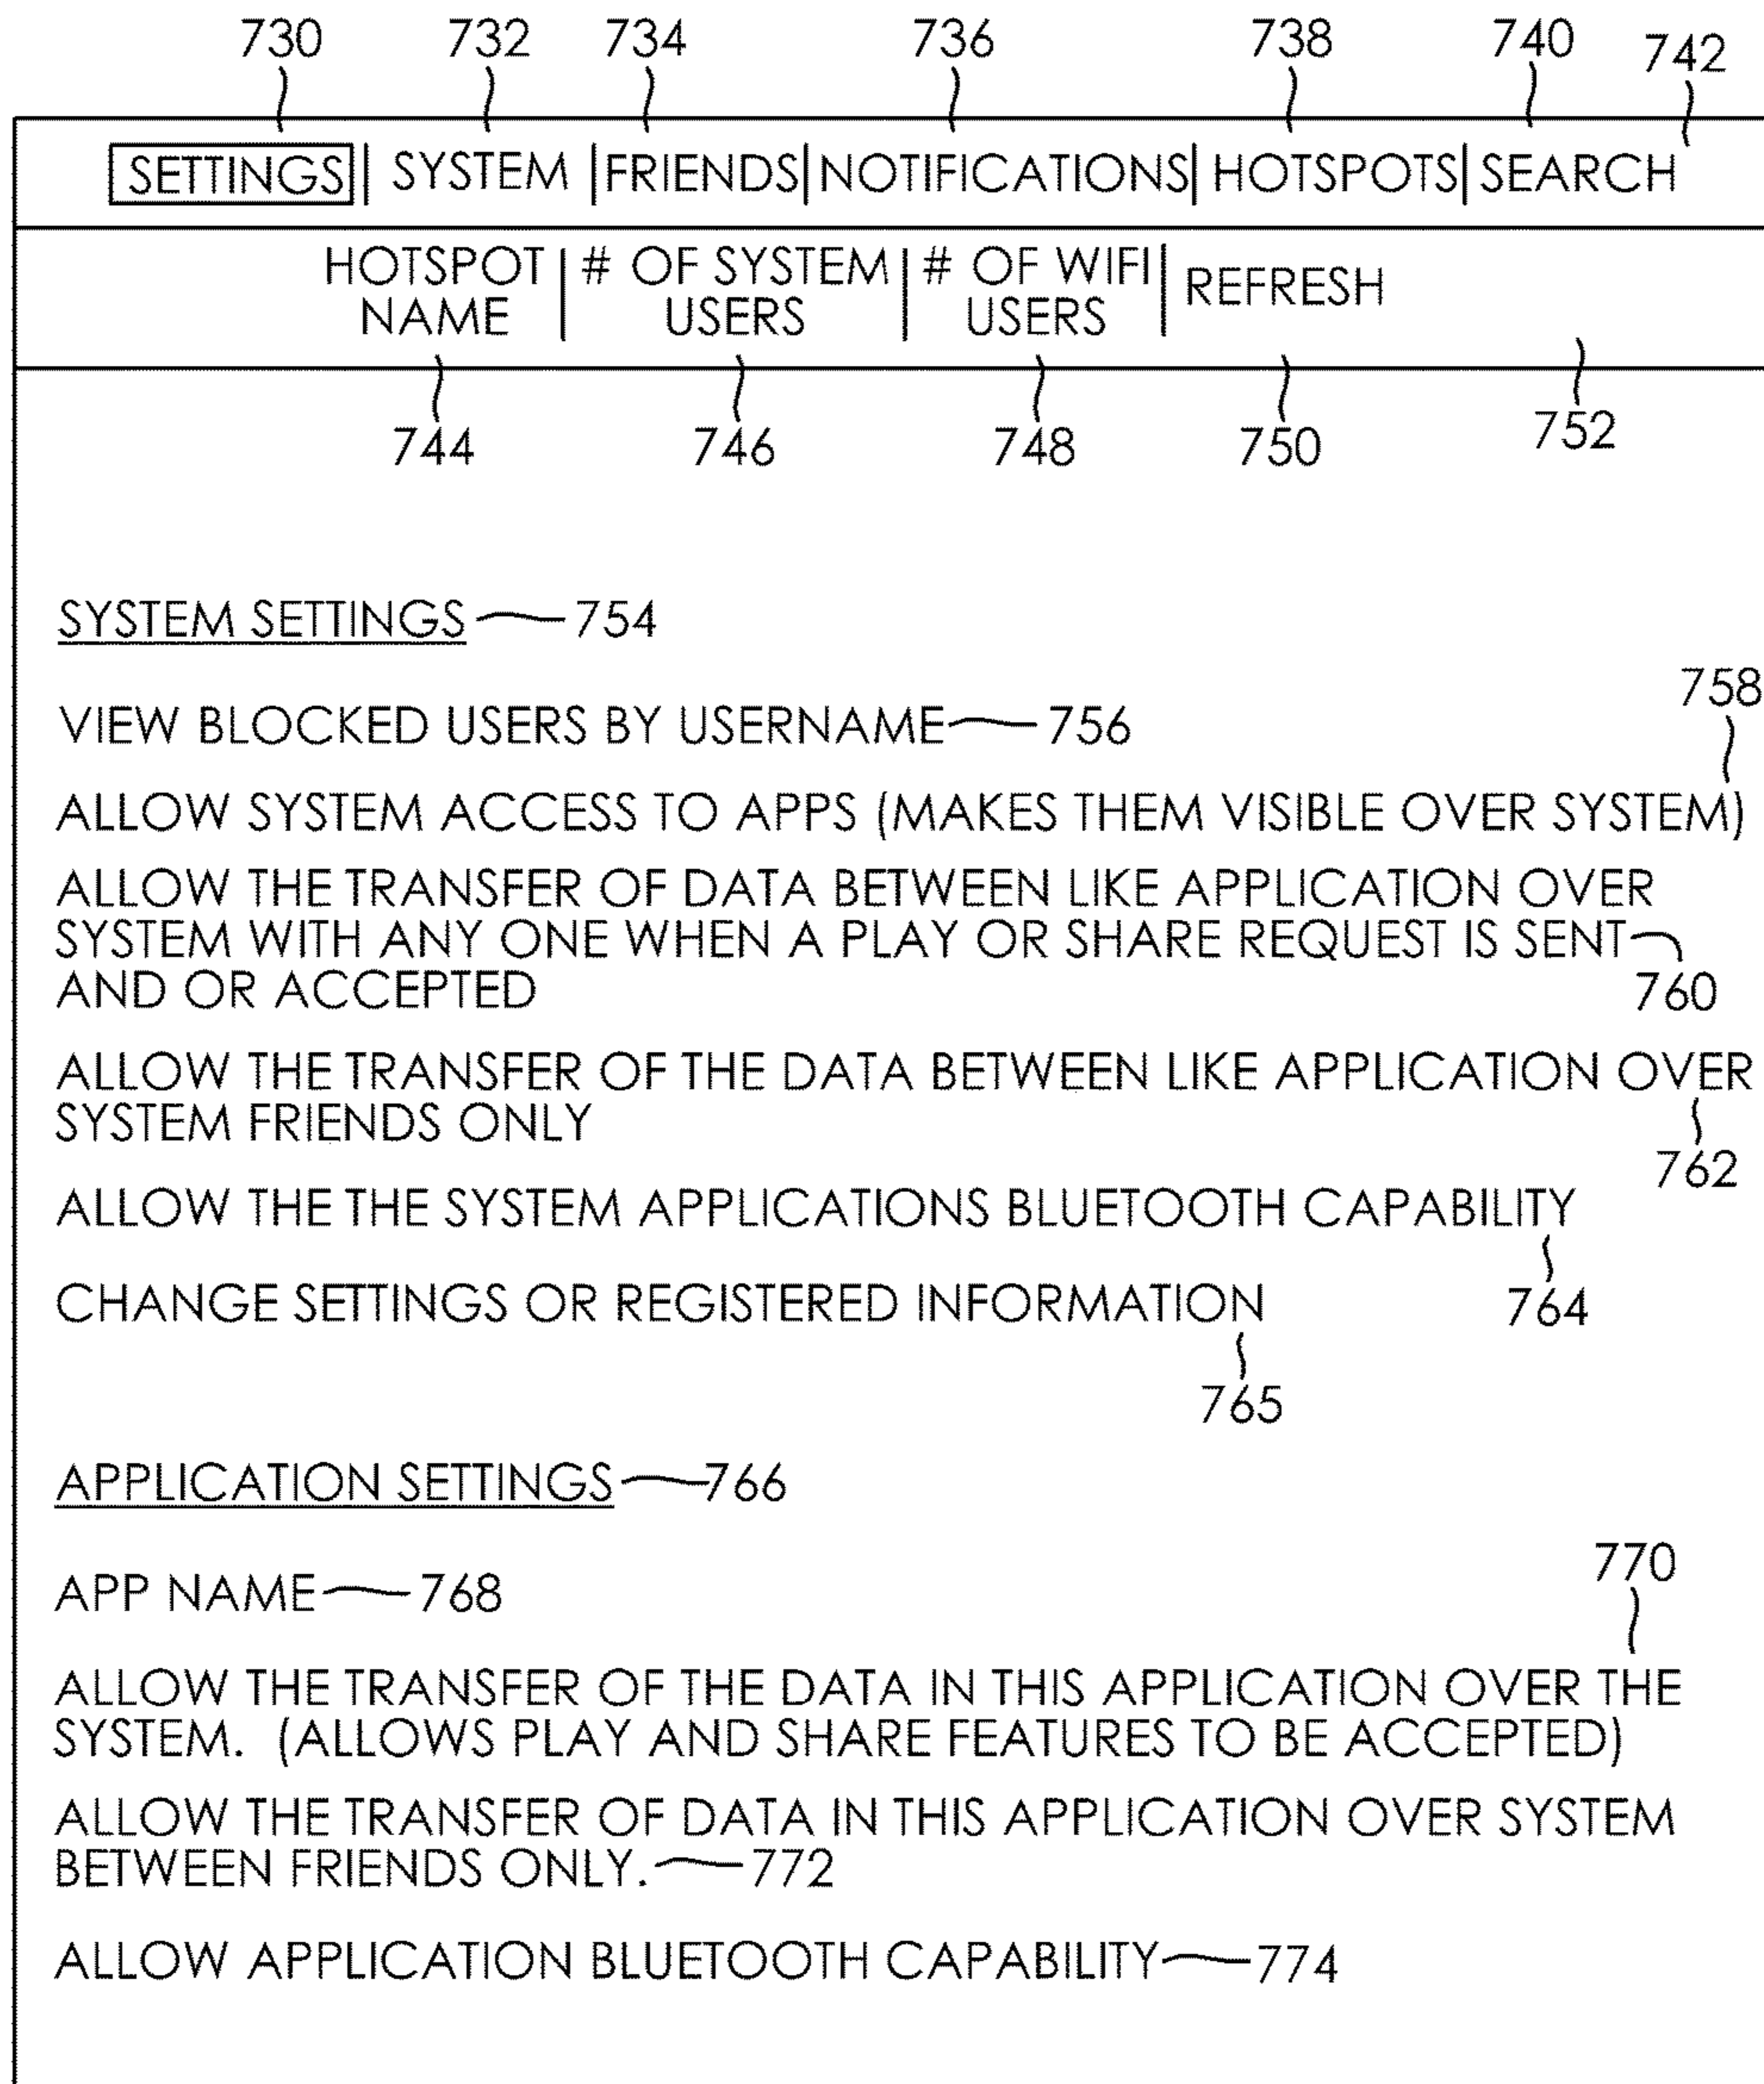 730 732 734 736 738 740 742
SETTINGS | SYSTEM | FRIENDS | NOTIFICATIONS | HOTSPOTS | SEARCH
HOTSPOT NAME | # OF SYSTEM USERS | # OF WIFI USERS | REFRESH
744 746 748 750 752
SYSTEM SETTINGS 754
758
VIEW BLOCKED USERS BY USERNAME 756
ALLOW SYSTEM ACCESS TO APPS (MAKES THEM VISIBLE OVER SYSTEM)
ALLOW THE TRANSFER OF DATA BETWEEN LIKE APPLICATION OVER
SYSTEM WITH ANY ONE WHEN A PLAY OR SHARE REQUEST IS SENT
AND OR ACCEPTED 760
ALLOW THE TRANSFER OF THE DATA BETWEEN LIKE APPLICATION OVER
SYSTEM FRIENDS ONLY
762
ALLOW THE THE SYSTEM APPLICATIONS BLUETOOTH CAPABILITY
CHANGE SETTINGS OR REGISTERED INFORMATION 764
765
APPLICATION SETTINGS 766
770
APP NAME 768
ALLOW THE TRANSFER OF THE DATA IN THIS APPLICATION OVER THE
SYSTEM. (ALLOWS PLAY AND SHARE FEATURES TO BE ACCEPTED)
ALLOW THE TRANSFER OF DATA IN THIS APPLICATION OVER SYSTEM
BETWEEN FRIENDS ONLY. 772
ALLOW APPLICATION BLUETOOTH CAPABILITY 774